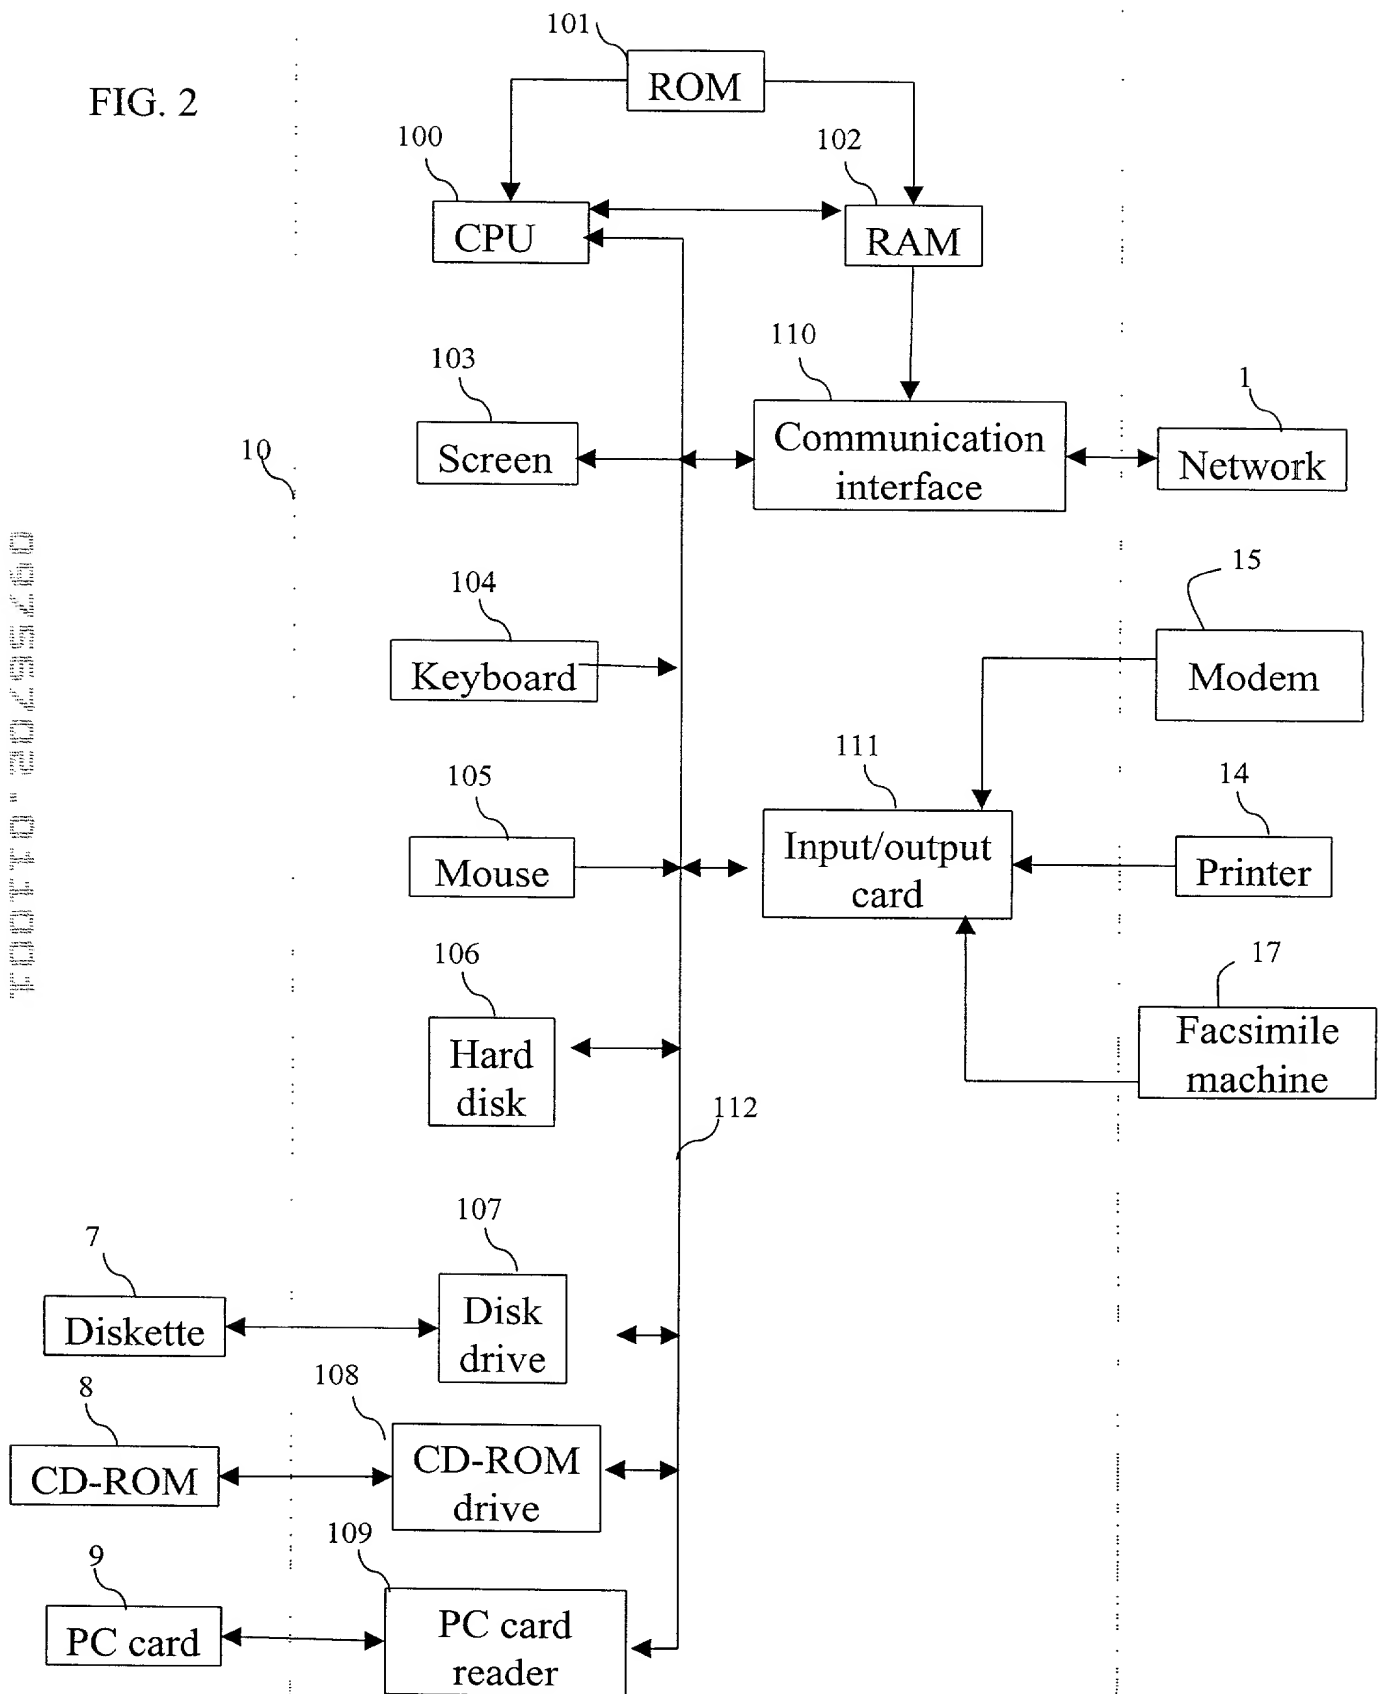 FIG. 2
101
ROM
100
CPU
102
RAM
103
Screen
110
Communication
interface
1
Network
10
104
Keyboard
15
Modem
105
Mouse
111
Input/output
card
14
Printer
106
Hard
disk
17
Facsimile
machine
112
7
Diskette
107
Disk
drive
8
CD-ROM
108
CD-ROM
drive
9
PC card
109
PC card
reader